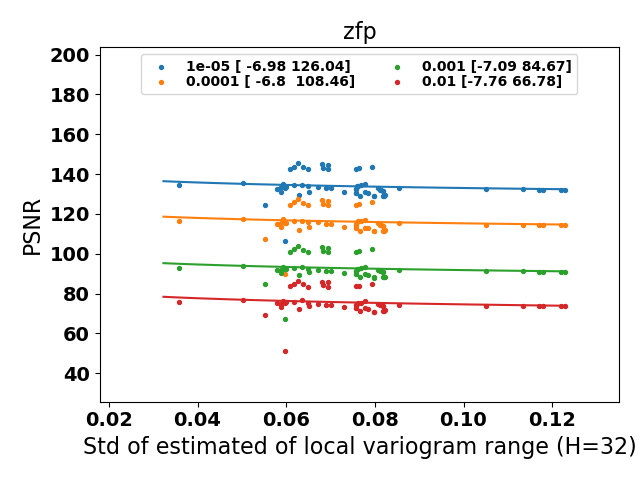 zfp
1e-05 [ -6.98 126.04]
0.0001 [ -6.8  108.46]
0.001 [-7.09 84.67]
0.01 [-7.76 66.78]
PSNR
200
180
160
140
120
100
80
60
40
0.02 0.04 0.06 0.08 0.10 0.12
Std of estimated of local variogram range (H=32)